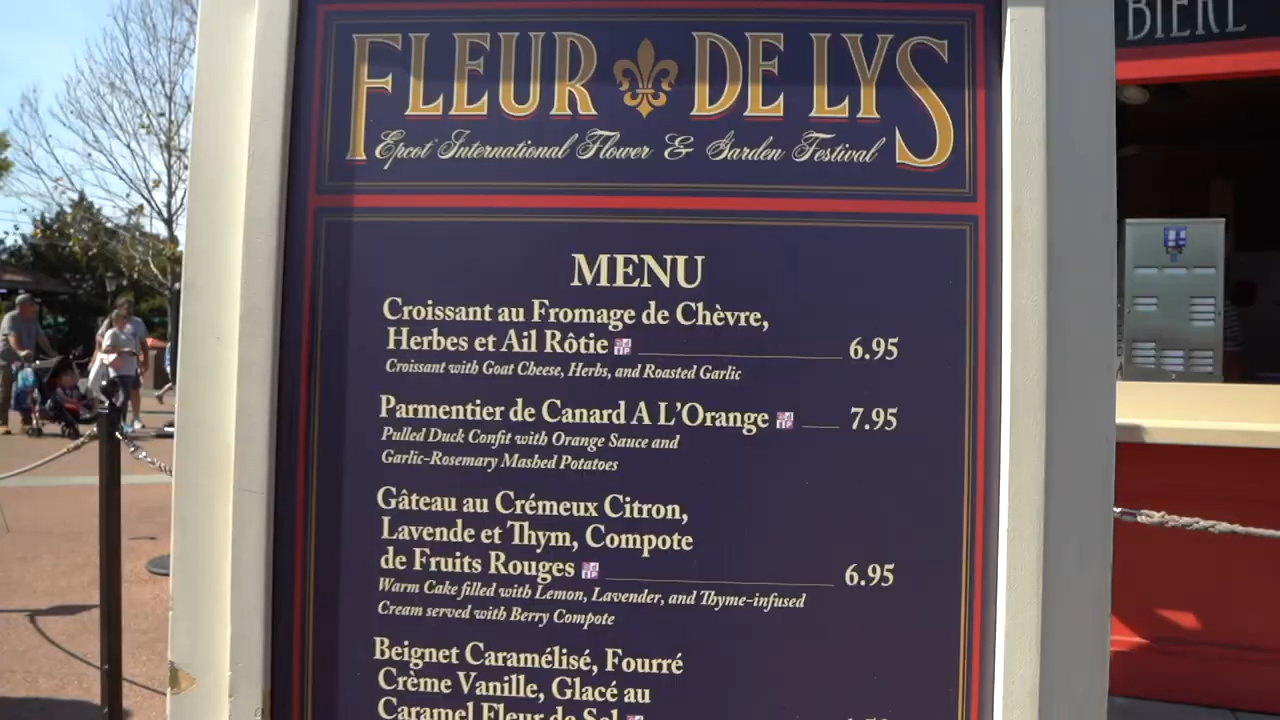 BIÈRE
FLEUR DE LYS
Epcot International Flower & Garden Festival
MENU
Croissant au Fromage de Chèvre,
Herbes et Ail Rôtie 6.95
Croissant with Goat Cheese, Herbs, and Roasted Garlic
Parmentier de Canard A L'Orange 7.95
Pulled Duck Confit with Orange Sauce and
Garlic-Rosemary Mashed Potatoes
Gâteau au Crémeux Citron,
Lavende et Thym, Compote
de Fruits Rouges 6.95
Warm Cake filled with Lemon, Lavender, and Thyme-infused
Cream served with Berry Compote
Beignet Caramélisé, Fourré
Crème Vanille, Glacé au
Caramel Fleur de Sel